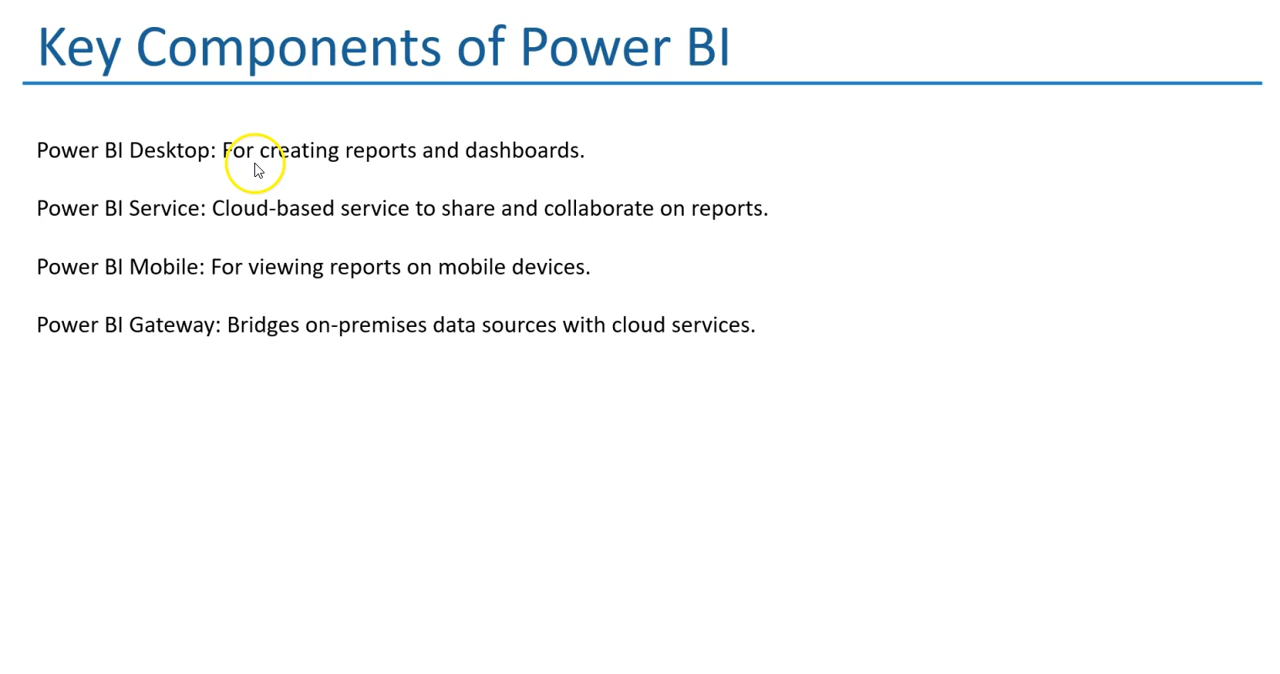 Key Components of Power BI
Power BI Desktop: For creating reports and dashboards.
Power BI Service: Cloud-based service to share and collaborate on reports.
Power BI Mobile: For viewing reports on mobile devices.
Power BI Gateway: Bridges on-premises data sources with cloud services.